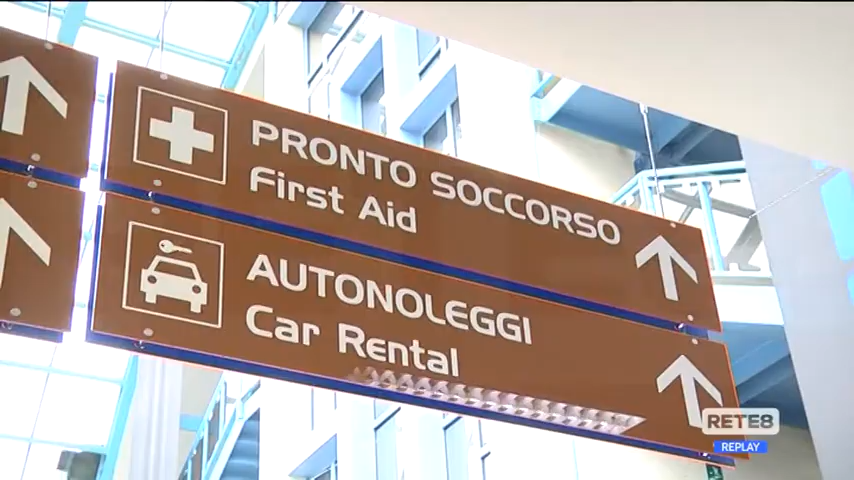 PRONTO SOCCORSO
First Aid
AUTONOLEGGI
Car Rental
RETE8
REPLAY